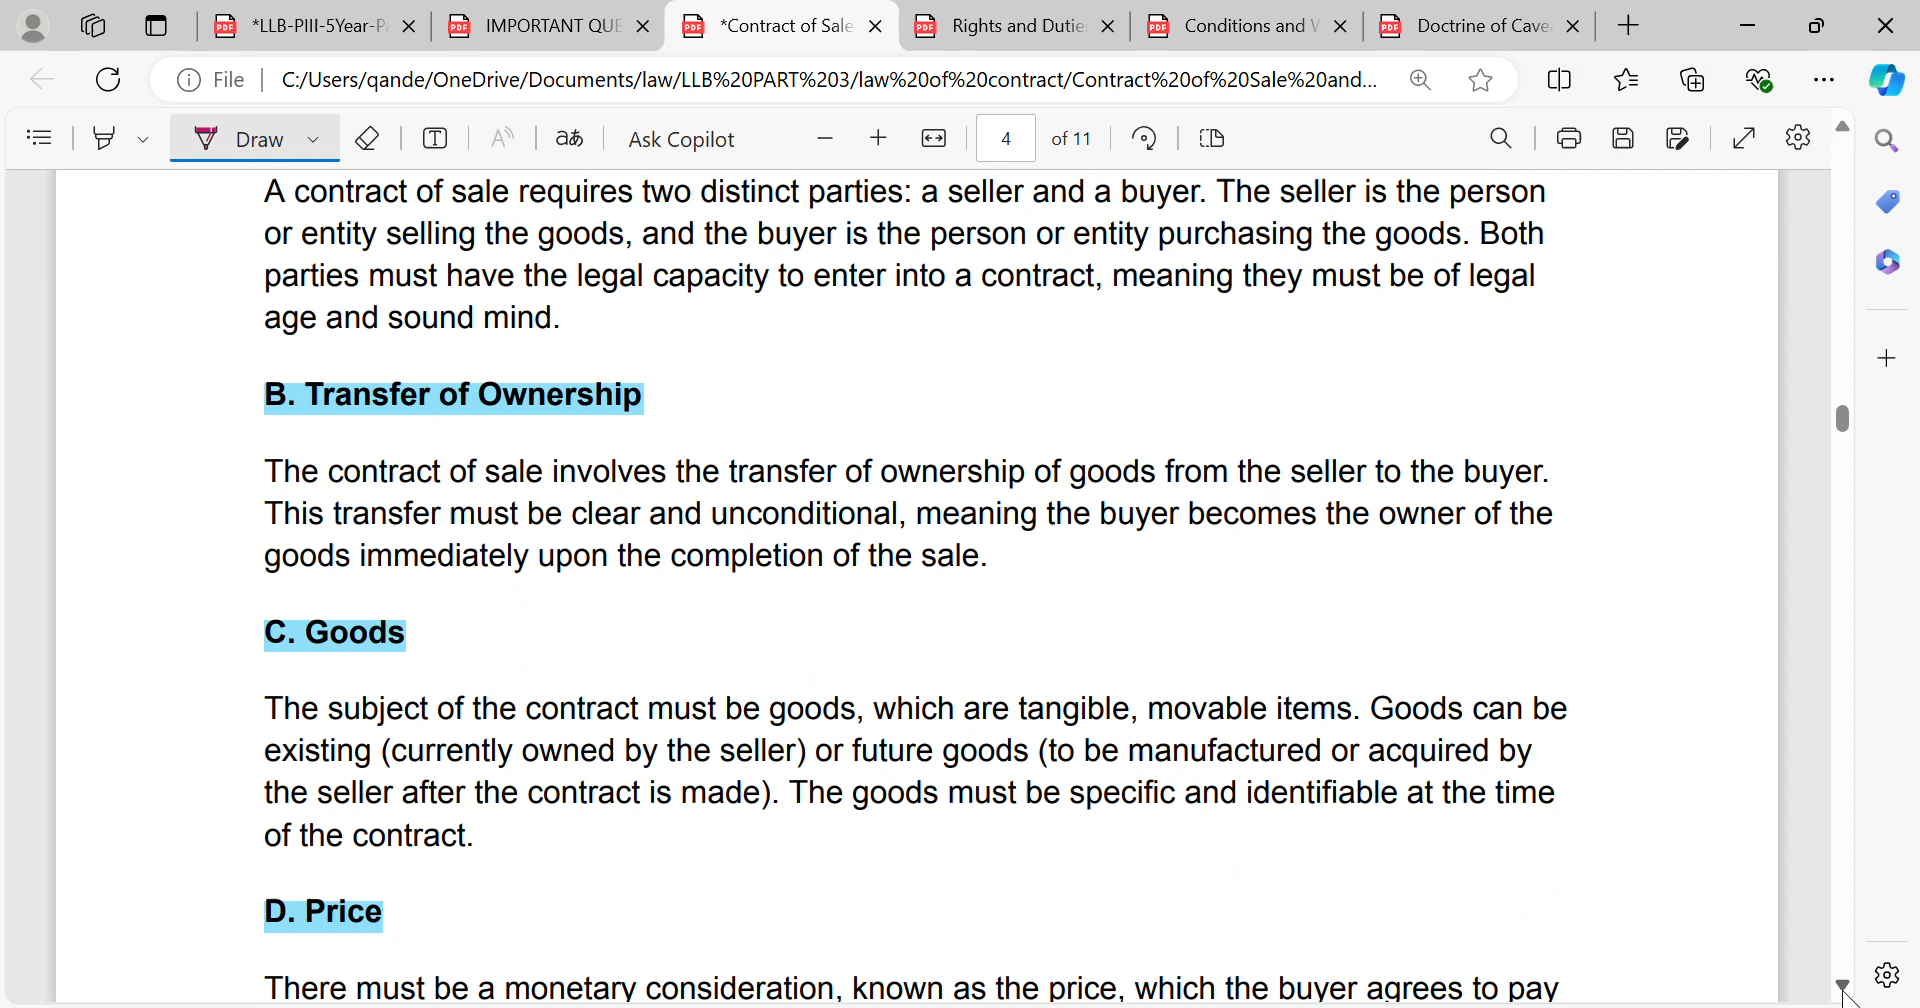 *LLB-PIII-5Year-P
IMPORTANT QUE
*Contract of Sale
Rights and Dutie
Conditions and W
Doctrine of Cave
File
C:/Users/qande/OneDrive/Documents/law/LLB%20PART%203/law%20of%20contract/Contract%20of%20Sale%20and...
Draw
Ask Copilot
4 of 11
A contract of sale requires two distinct parties: a seller and a buyer. The seller is the person
or entity selling the goods, and the buyer is the person or entity purchasing the goods. Both
parties must have the legal capacity to enter into a contract, meaning they must be of legal
age and sound mind.
B. Transfer of Ownership
The contract of sale involves the transfer of ownership of goods from the seller to the buyer.
This transfer must be clear and unconditional, meaning the buyer becomes the owner of the
goods immediately upon the completion of the sale.
C. Goods
The subject of the contract must be goods, which are tangible, movable items. Goods can be
existing (currently owned by the seller) or future goods (to be manufactured or acquired by
the seller after the contract is made). The goods must be specific and identifiable at the time
of the contract.
D. Price
There must be a monetary consideration, known as the price, which the buyer agrees to pay